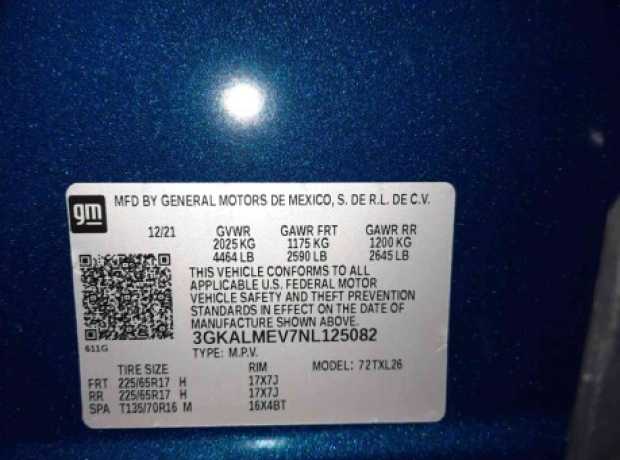 gm
MFD BY GENERAL MOTORS DE MEXICO, S. DE R.L. DE C.V.
12/21 GVWR GAWR FRT GAWR RR
2025 KG 1175 KG 1200 KG
4464 LB 2590 LB 2645 LB
THIS VEHICLE CONFORMS TO ALL
APPLICABLE U.S. FEDERAL MOTOR
VEHICLE SAFETY AND THEFT PREVENTION
STANDARDS IN EFFECT ON THE DATE OF
MANUFACTURE SHOWN ABOVE.
611G
3GKALMEV7NL125082
TYPE: M.P.V. MODEL: 72TXL26
TIRE SIZE RIM
FRT 225/65R17 H 17X7J
RR 225/65R17 H 17X7J
SPA T135/70R16 M 16X4BT